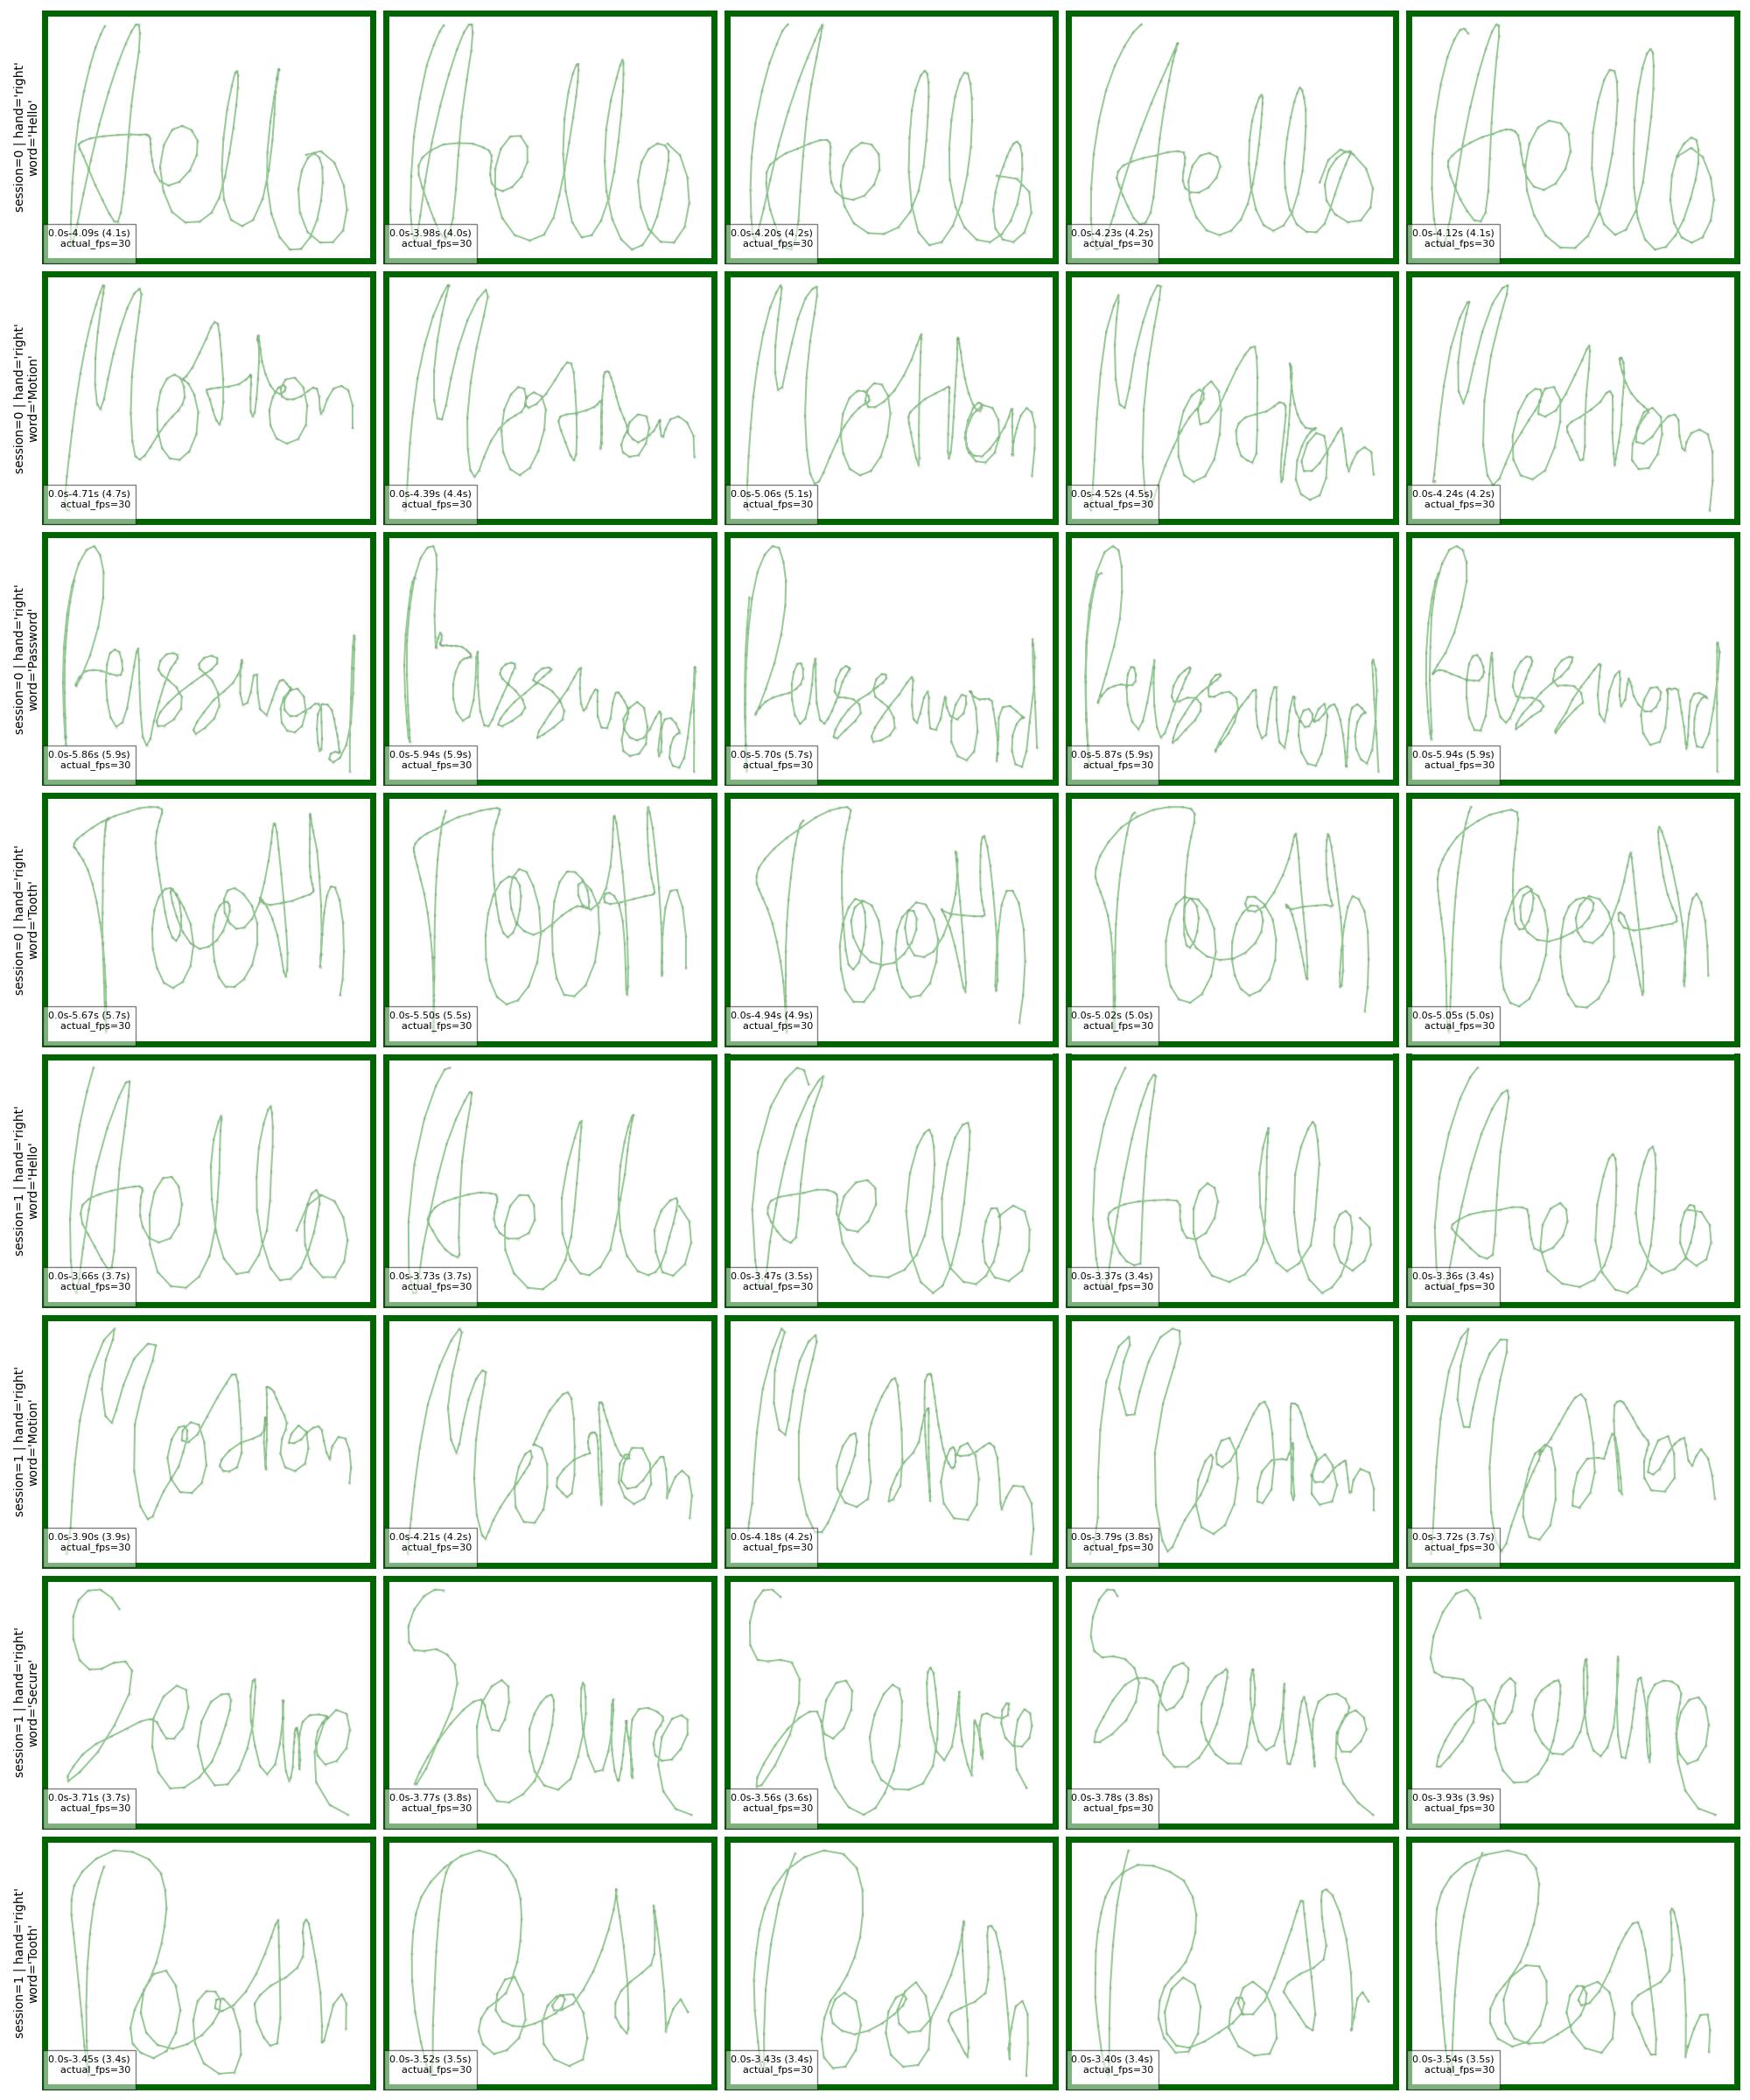 session=0 | hand='right'
word='Hello'
Hello Hello Hello Hello Hello
0.0s-4.09s (4.1s) 0.0s-3.98s (4.0s) 0.0s-4.20s (4.2s) 0.0s-4.23s (4.2s) 0.0s-4.12s (4.1s)
actual_fps=30 actual_fps=30 actual_fps=30 actual_fps=30 actual_fps=30
session=0 | hand='right'
word='Motion'
Motion Motion Motion Motion Motion
0.0s-4.71s (4.7s) 0.0s-4.39s (4.4s) 0.0s-5.06s (5.1s) 0.0s-4.52s (4.5s) 0.0s-4.24s (4.2s)
actual_fps=30 actual_fps=30 actual_fps=30 actual_fps=30 actual_fps=30
session=0 | hand='right'
word='Password'
Password Password Password Password Password
0.0s-5.86s (5.9s) 0.0s-5.94s (5.9s) 0.0s-5.70s (5.7s) 0.0s-5.87s (5.9s) 0.0s-5.94s (5.9s)
actual_fps=30 actual_fps=30 actual_fps=30 actual_fps=30 actual_fps=30
session=0 | hand='right'
word='Tooth'
Tooth Tooth Tooth Tooth Tooth
0.0s-5.67s (5.7s) 0.0s-5.50s (5.5s) 0.0s-4.94s (4.9s) 0.0s-5.02s (5.0s) 0.0s-5.05s (5.0s)
actual_fps=30 actual_fps=30 actual_fps=30 actual_fps=30 actual_fps=30
session=1 | hand='right'
word='Hello'
Hello Hello Hello Hello Hello
0.0s-3.66s (3.7s) 0.0s-3.73s (3.7s) 0.0s-3.47s (3.5s) 0.0s-3.37s (3.4s) 0.0s-3.36s (3.4s)
actual_fps=30 actual_fps=30 actual_fps=30 actual_fps=30 actual_fps=30
session=1 | hand='right'
word='Motion'
Motion Motion Motion Motion Motion
0.0s-3.90s (3.9s) 0.0s-4.21s (4.2s) 0.0s-4.18s (4.2s) 0.0s-3.79s (3.8s) 0.0s-3.72s (3.7s)
actual_fps=30 actual_fps=30 actual_fps=30 actual_fps=30 actual_fps=30
session=1 | hand='right'
word='Secure'
Secure Secure Secure Secure Secure
0.0s-3.71s (3.7s) 0.0s-3.77s (3.8s) 0.0s-3.56s (3.6s) 0.0s-3.78s (3.8s) 0.0s-3.93s (3.9s)
actual_fps=30 actual_fps=30 actual_fps=30 actual_fps=30 actual_fps=30
session=1 | hand='right'
word='Tooth'
Tooth Tooth Tooth Tooth Tooth
0.0s-3.45s (3.4s) 0.0s-3.52s (3.5s) 0.0s-3.43s (3.4s) 0.0s-3.40s (3.4s) 0.0s-3.54s (3.5s)
actual_fps=30 actual_fps=30 actual_fps=30 actual_fps=30 actual_fps=30